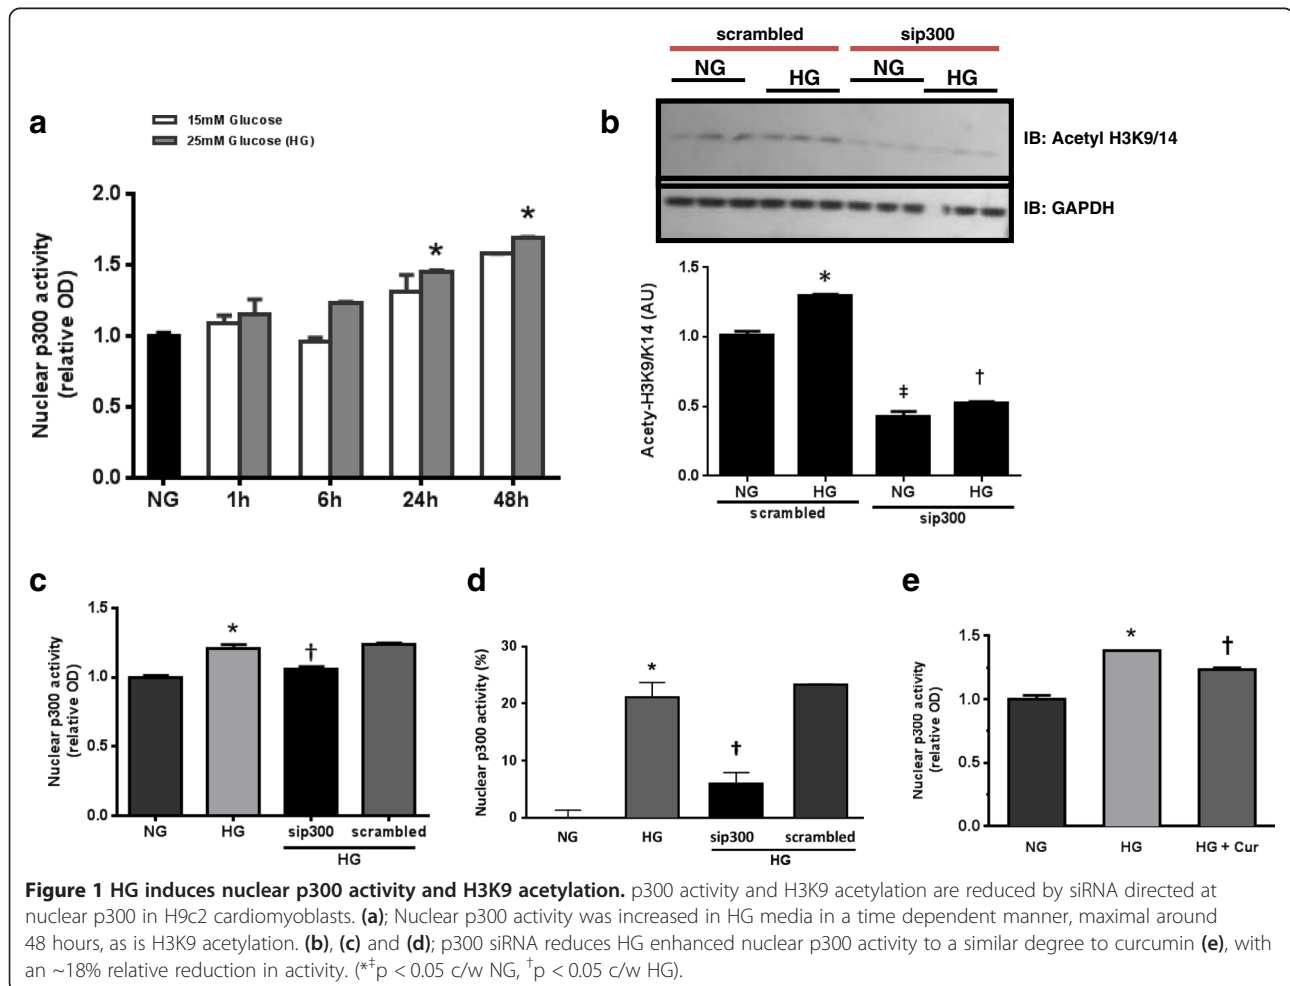 a
15mM Glucose
25mM Glucose (HG)
Nuclear p300 activity
(relative OD)
2.0
1.5
1.0
0.5
0.0
*
*
NG 1h 6h 24h 48h
b
scrambled sip300
NG HG NG HG
IB: Acetyl H3K9/14
IB: GAPDH
Acety-H3K9/K14 (AU)
1.5
1.0
0.5
0.0
*
‡
†
NG HG NG HG
scrambled sip300
c
Nuclear p300 activity
(relative OD)
1.5
1.0
0.5
0.0
*
†
NG HG sip300 scrambled
HG
d
Nuclear p300 activity (%)
30
20
10
0
*
†
NG HG sip300 scrambled
HG
e
Nuclear p300 activity
(relative OD)
1.5
1.0
0.5
0.0
*
†
NG HG HG + Cur
Figure 1 HG induces nuclear p300 activity and H3K9 acetylation. p300 activity and H3K9 acetylation are reduced by siRNA directed at
nuclear p300 in H9c2 cardiomyoblasts. (a); Nuclear p300 activity was increased in HG media in a time dependent manner, maximal around
48 hours, as is H3K9 acetylation. (b), (c) and (d); p300 siRNA reduces HG enhanced nuclear p300 activity to a similar degree to curcumin (e), with
an ~18% relative reduction in activity. (*‡p < 0.05 c/w NG, †p < 0.05 c/w HG).